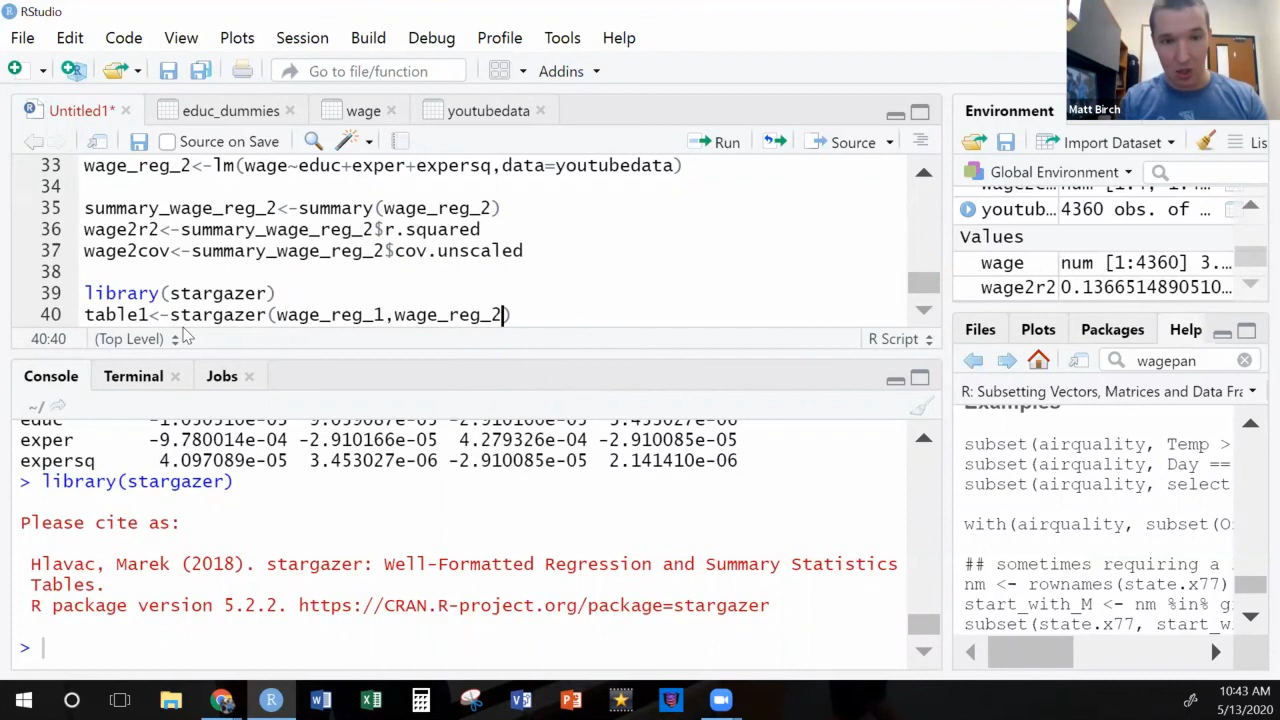 RStudio
File Edit Code View Plots Session Build Debug Profile Tools Help
Go to file/function Addins
Untitled1* educ_dummies wage youtubedata
Source on Save Run Source
33 wage_reg_2<-lm(wage~educ+exper+expersq,data=youtubedata)
34
35 summary_wage_reg_2<-summary(wage_reg_2)
36 wage2r2<-summary_wage_reg_2$r.squared
37 wage2cov<-summary_wage_reg_2$cov.unscaled
38
39 library(stargazer)
40 table1<-stargazer(wage_reg_1,wage_reg_2)
40:40 (Top Level) R Script
Console Terminal Jobs
~/
exper -9.780014e-04 -2.910166e-05 4.279326e-04 -2.910085e-05
expersq 4.097089e-05 3.453027e-06 -2.910085e-05 2.141410e-06
> library(stargazer)
Please cite as:
Hlavac, Marek (2018). stargazer: Well-Formatted Regression and Summary Statistics
Tables.
R package version 5.2.2. https://CRAN.R-project.org/package=stargazer
>
Matt Birch
Environment
Import Dataset Lis
Global Environment
youtub... 4360 obs. of ...
Values
wage num [1:4360] 3....
wage2r2 0.1366514890510...
Files Plots Packages Help
wagepan
R: Subsetting Vectors, Matrices and Data Fra
Examples
subset(airquality, Temp >
subset(airquality, Day ==
subset(airquality, select
with(airquality, subset(O
## sometimes requiring a
nm <- rownames(state.x77)
start_with_M <- nm %in% g
subset(state.x77, start_w
10:43 AM
5/13/2020